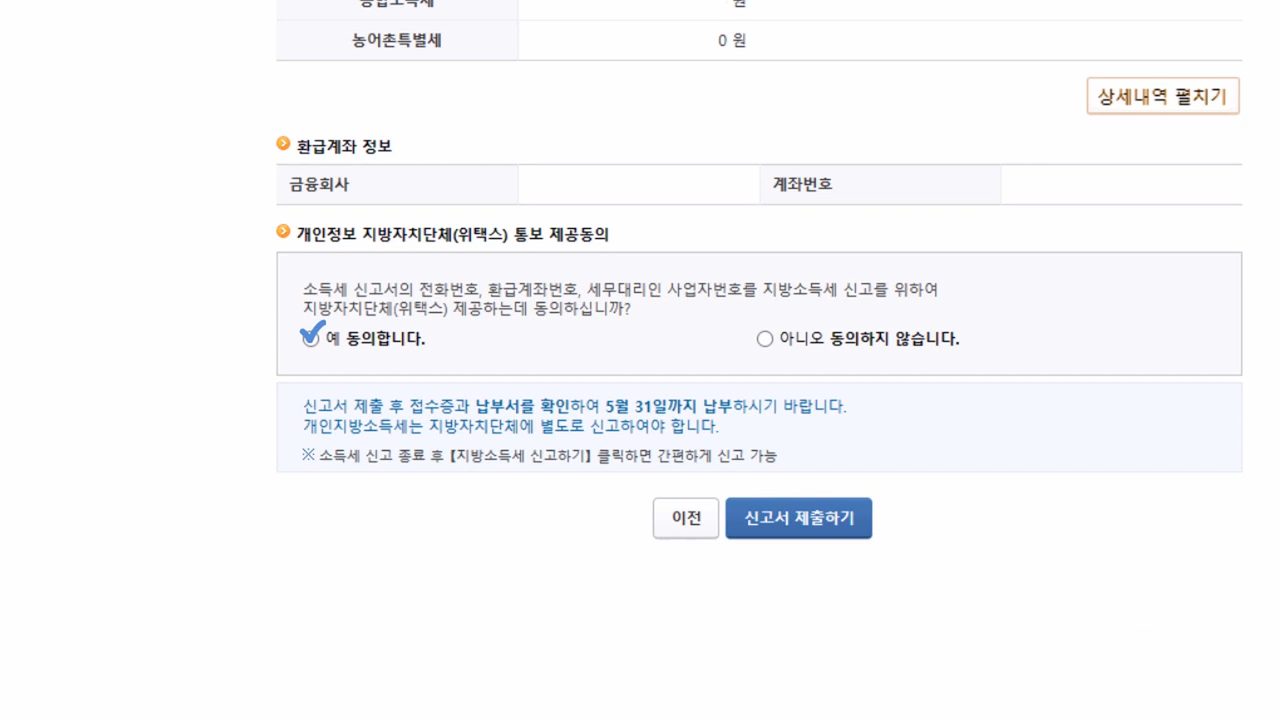 원
농어촌특별세 0 원
상세내역 펼치기
환급계좌 정보
금융회사 계좌번호
개인정보 지방자치단체(위택스) 통보 제공동의
소득세 신고서의 전화번호, 환급계좌번호, 세무대리인 사업자번호를 지방소득세 신고를 위하여
지방자치단체(위택스) 제공하는데 동의하십니까?
예 동의합니다. 아니오 동의하지 않습니다.
신고서 제출 후 접수증과 납부서를 확인하여 5월 31일까지 납부하시기 바랍니다.
개인지방소득세는 지방자치단체에 별도로 신고하여야 합니다.
※ 소득세 신고 종료 후 【지방소득세 신고하기】 클릭하면 간편하게 신고 가능
이전 신고서 제출하기